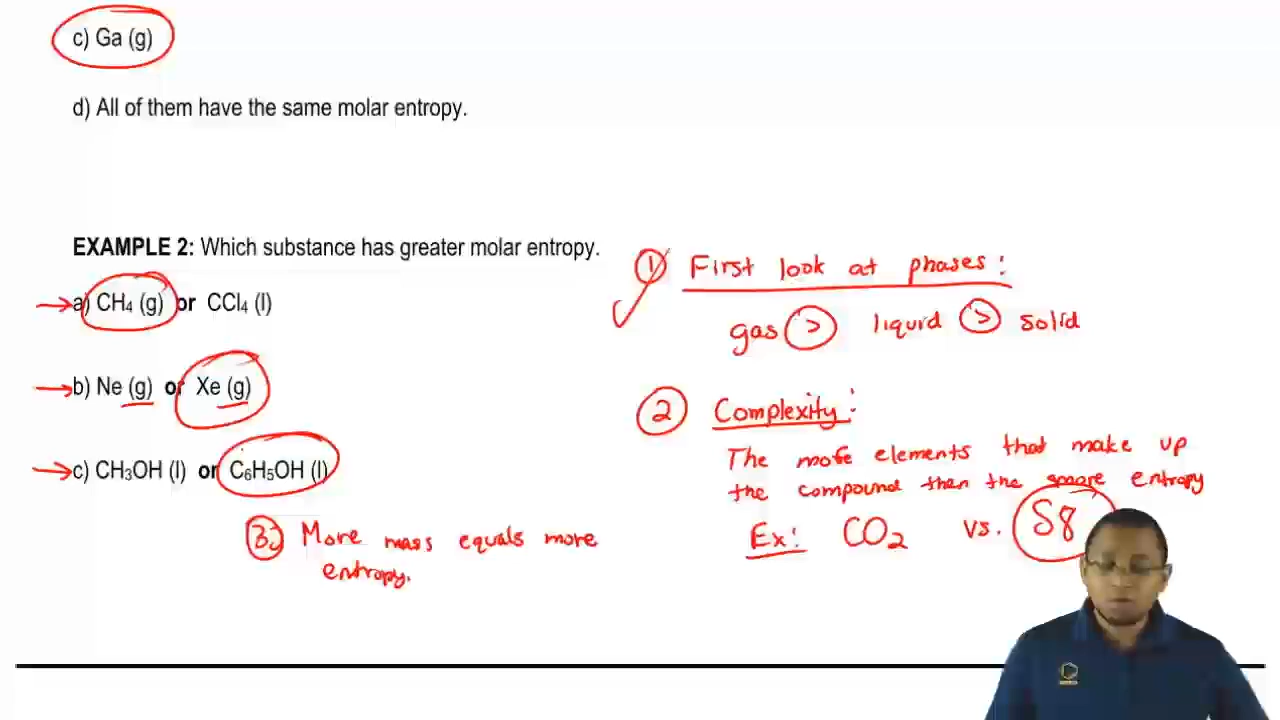 c) Ga (g)
d) All of them have the same molar entropy.
EXAMPLE 2: Which substance has greater molar entropy.
a) CH₄ (g) or CCl₄ (l)
b) Ne (g) or Xe (g)
c) CH₃OH (l) or C₆H₅OH (l)
3. More mass equals more
entropy.
1 First look at phases:
gas > liquid > solid
2 Complexity:
The more elements that make up
the compound then the more entropy
Ex: CO₂ vs. S8